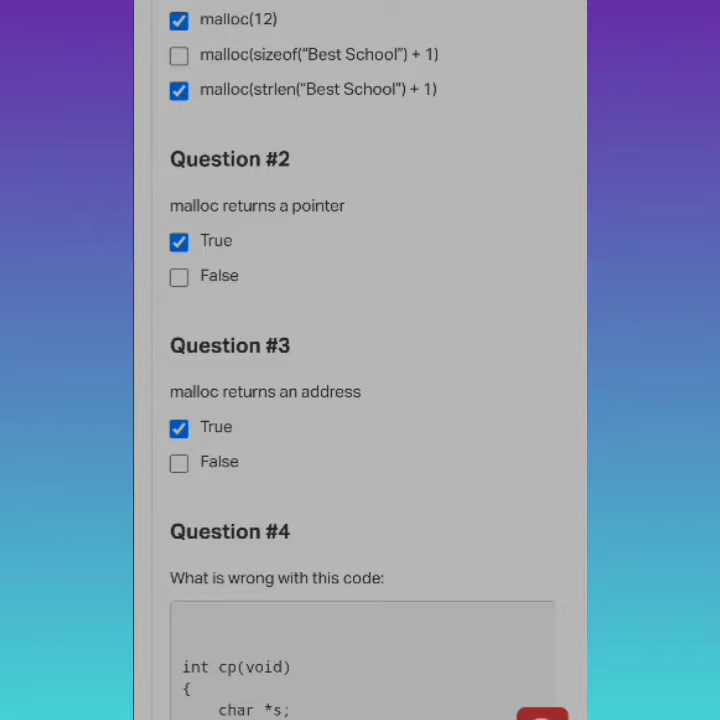 malloc(12)
malloc(sizeof(“Best School”) + 1)
malloc(strlen(“Best School”) + 1)
Question #2
malloc returns a pointer
True
False
Question #3
malloc returns an address
True
False
Question #4
What is wrong with this code:
int cp(void)
{
    char *s;